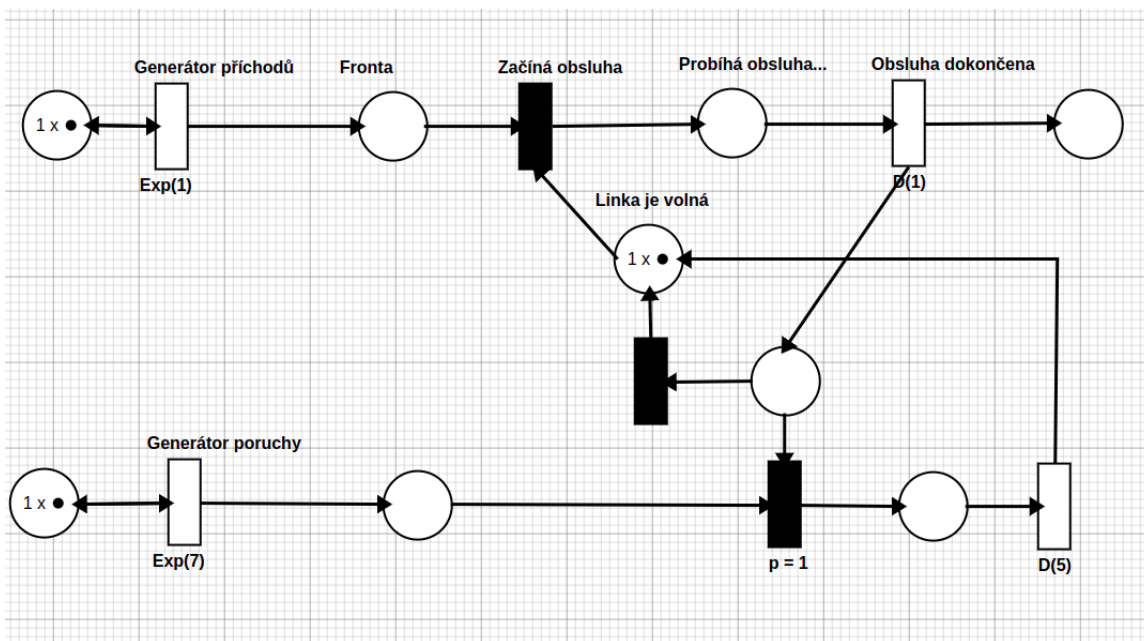 Generátor příchodů
Fronta
Začíná obsluha
Probíhá obsluha...
Obsluha dokončena
1 x
Exp(1)
D(1)
Linka je volná
1 x
Generátor poruchy
1 x
Exp(7)
p = 1
D(5)